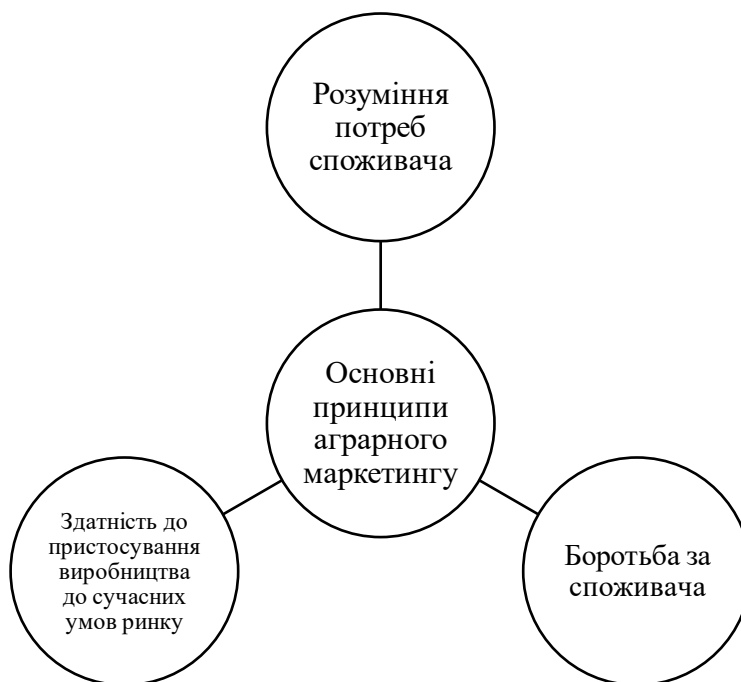 Розуміння
потреб
споживача
Основні
принципи
аграрного
маркетингу
Здатність до
пристосування
виробництва
до сучасних
умов ринку
Боротьба за
споживача